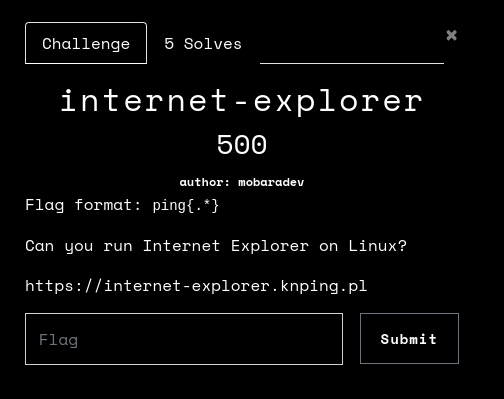 Challenge
5 Solves
×
internet-explorer
500
author: mobaradev
Flag format: ping{.*}
Can you run Internet Explorer on Linux?
https://internet-explorer.knping.pl
Flag
Submit